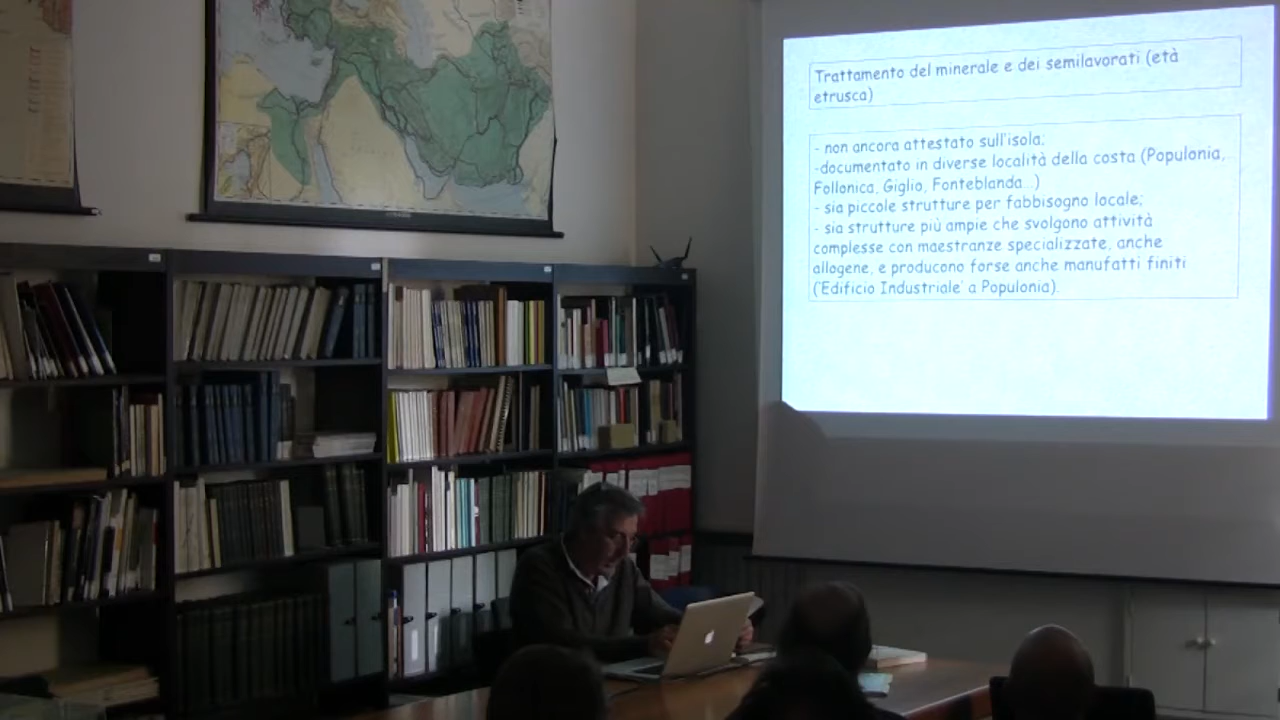 Trattamento del minerale e dei semilavorati (età
etrusca)
- non ancora attestato sull'isola;
-documentato in diverse località della costa (Populonia,
Follonica, Giglio, Fonteblanda...)
- sia piccole strutture per fabbisogno locale;
- sia strutture più ampie che svolgono attività
complesse con maestranze specializzate, anche
allogene, e producono forse anche manufatti finiti
('Edificio Industriale' a Populonia).